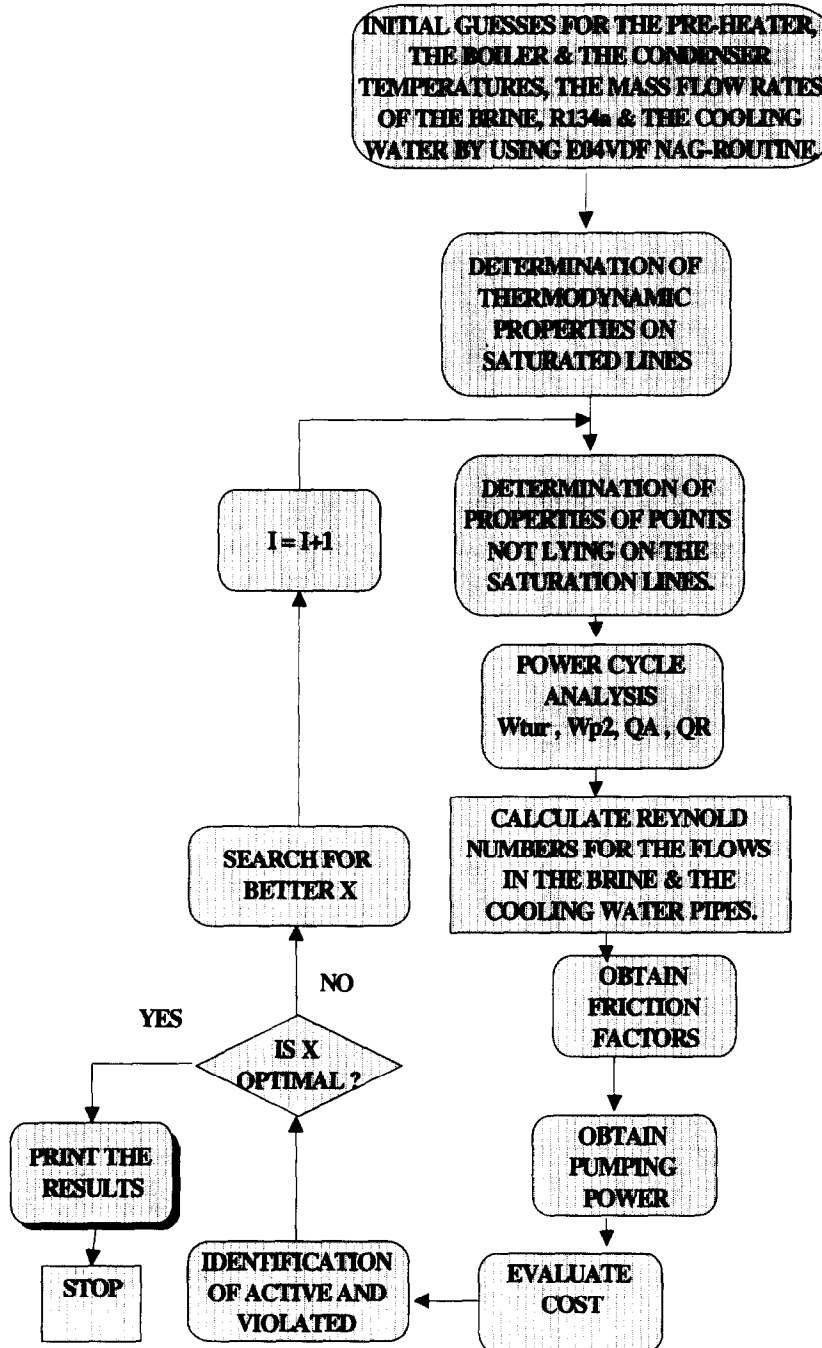 INITIAL GUESSES FOR THE PRE-HEATER,
THE BOILER & THE CONDENSER
TEMPERATURES, THE MASS FLOW RATES
OF THE BRINE, R134a & THE COOLING
WATER BY USING E04VDF NAG-ROUTINE.
DETERMINATION OF
THERMODYNAMIC
PROPERTIES ON
SATURATED LINES
DETERMINATION OF
PROPERTIES OF POINTS
NOT LYING ON THE
SATURATION LINES.
I = I+1
POWER CYCLE
ANALYSIS
Wtur , Wp2, QA , QR
CALCULATE REYNOLD
NUMBERS FOR THE FLOWS
IN THE BRINE & THE
COOLING WATER PIPES.
SEARCH FOR
BETTER X
OBTAIN
FRICTION
FACTORS
NO
YES
IS X
OPTIMAL ?
OBTAIN
PUMPING
POWER
PRINT THE
RESULTS
IDENTIFICATION
OF ACTIVE AND
VIOLATED
EVALUATE
COST
STOP